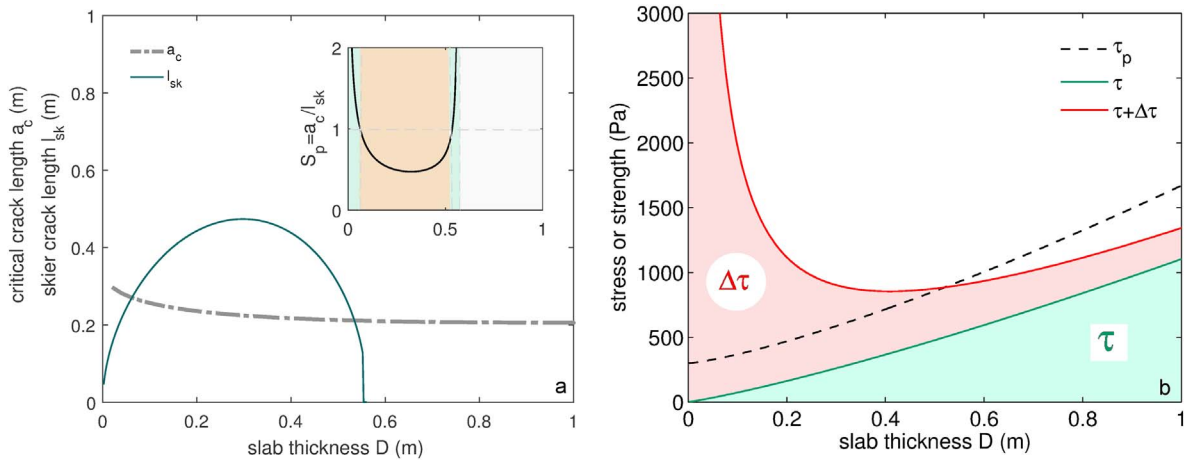 critical crack length a_c (m)
skier crack length l_sk (m)
1
0.8
0.6
0.4
0.2
0
a_c
l_sk
S_p=a_c/l_sk
2
1
0
0
0.5
1
a
0
0.2
0.4
0.6
0.8
1
slab thickness D (m)
stress or strength (Pa)
3000
2500
2000
1500
1000
500
0
τ_p
τ
τ+Δτ
Δτ
τ
b
0
0.2
0.4
0.6
0.8
1
slab thickness D (m)